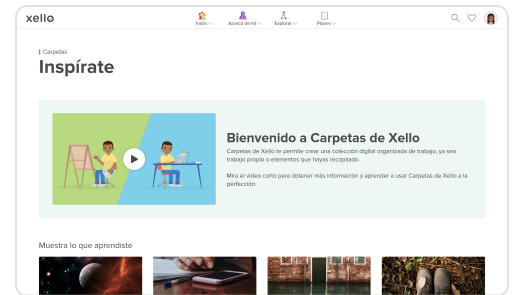 xello
Inicio
Acerca de mí
Explorar
Planes
Carpetas
Inspírate
Bienvenido a Carpetas de Xello
Carpetas de Xello te permite crear una colección digital organizada de trabajo, ya sea
trabajo propio o elementos que hayas recopilado.
Mira el video corto para obtener más información y aprender a usar Carpetas de Xello a la
perfección.
Muestra lo que aprendiste